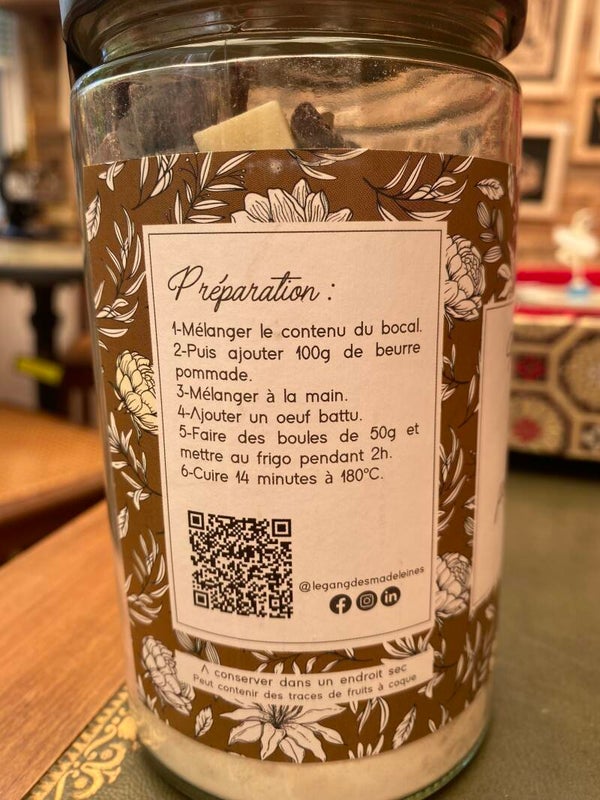 Préparation :
1-Mélanger le contenu du bocal.
2-Puis ajouter 100g de beurre
pommade.
3-Mélanger à la main.
4-Ajouter un oeuf battu.
5-Faire des boules de 50g et
mettre au frigo pendant 2h.
6-Cuire 14 minutes à 180°C.
@legangdesmadeleines
A conserver dans un endroit sec
Peut contenir des traces de fruits à coque